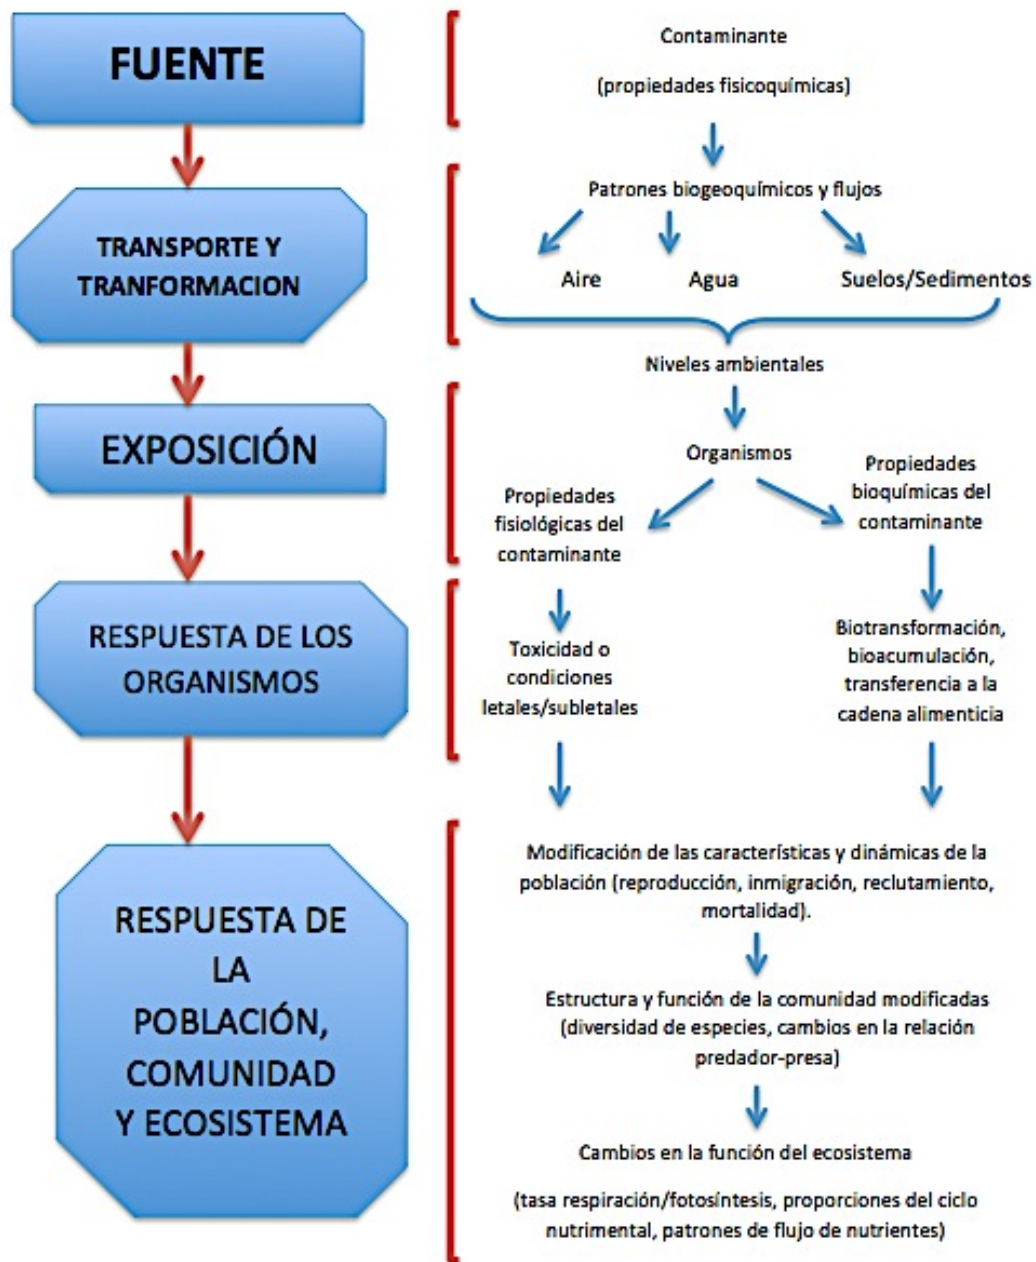 FUENTE
Contaminante
(propiedades fisicoquímicas)
TRANSPORTE Y
TRANFORMACION
Patrones biogeoquímicos y flujos
Aire
Agua
Suelos/Sedimentos
Niveles ambientales
EXPOSICIÓN
Organismos
Propiedades
fisiológicas del
contaminante
Propiedades
bioquímicas del
contaminante
RESPUESTA DE LOS
ORGANISMOS
Toxicidad o
condiciones
letales/subletales
Biotransformación,
bioacumulación,
transferencia a la
cadena alimenticia
RESPUESTA DE
LA
POBLACIÓN,
COMUNIDAD
Y ECOSISTEMA
Modificación de las características y dinámicas de la
población (reproducción, inmigración, reclutamiento,
mortalidad).
Estructura y función de la comunidad modificadas
(diversidad de especies, cambios en la relación
predador-presa)
Cambios en la función del ecosistema
(tasa respiración/fotosíntesis, proporciones del ciclo
nutrimental, patrones de flujo de nutrientes)